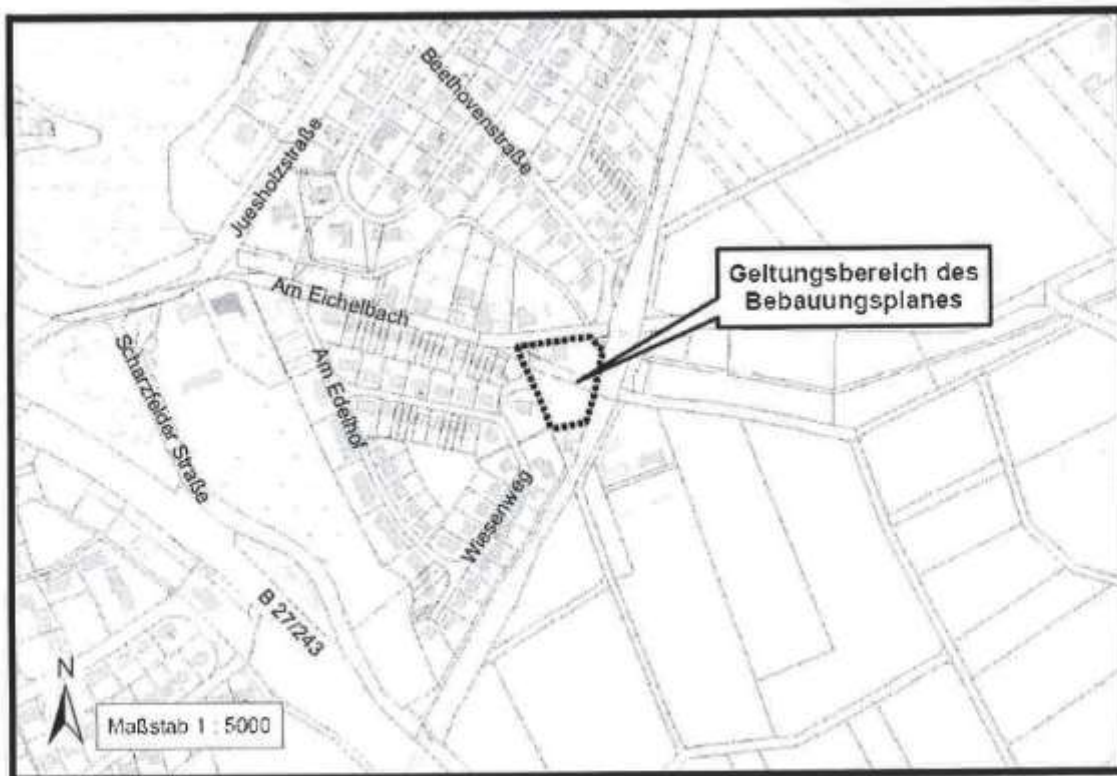 Beethovenstraße
Juesholzstraße
Geltungsbereich des
Bebauungsplanes
Am Eichelbach
Scharzfelder Straße
Am Edelhof
Wiesenweg
B 27/243
N
Maßstab 1 : 5000